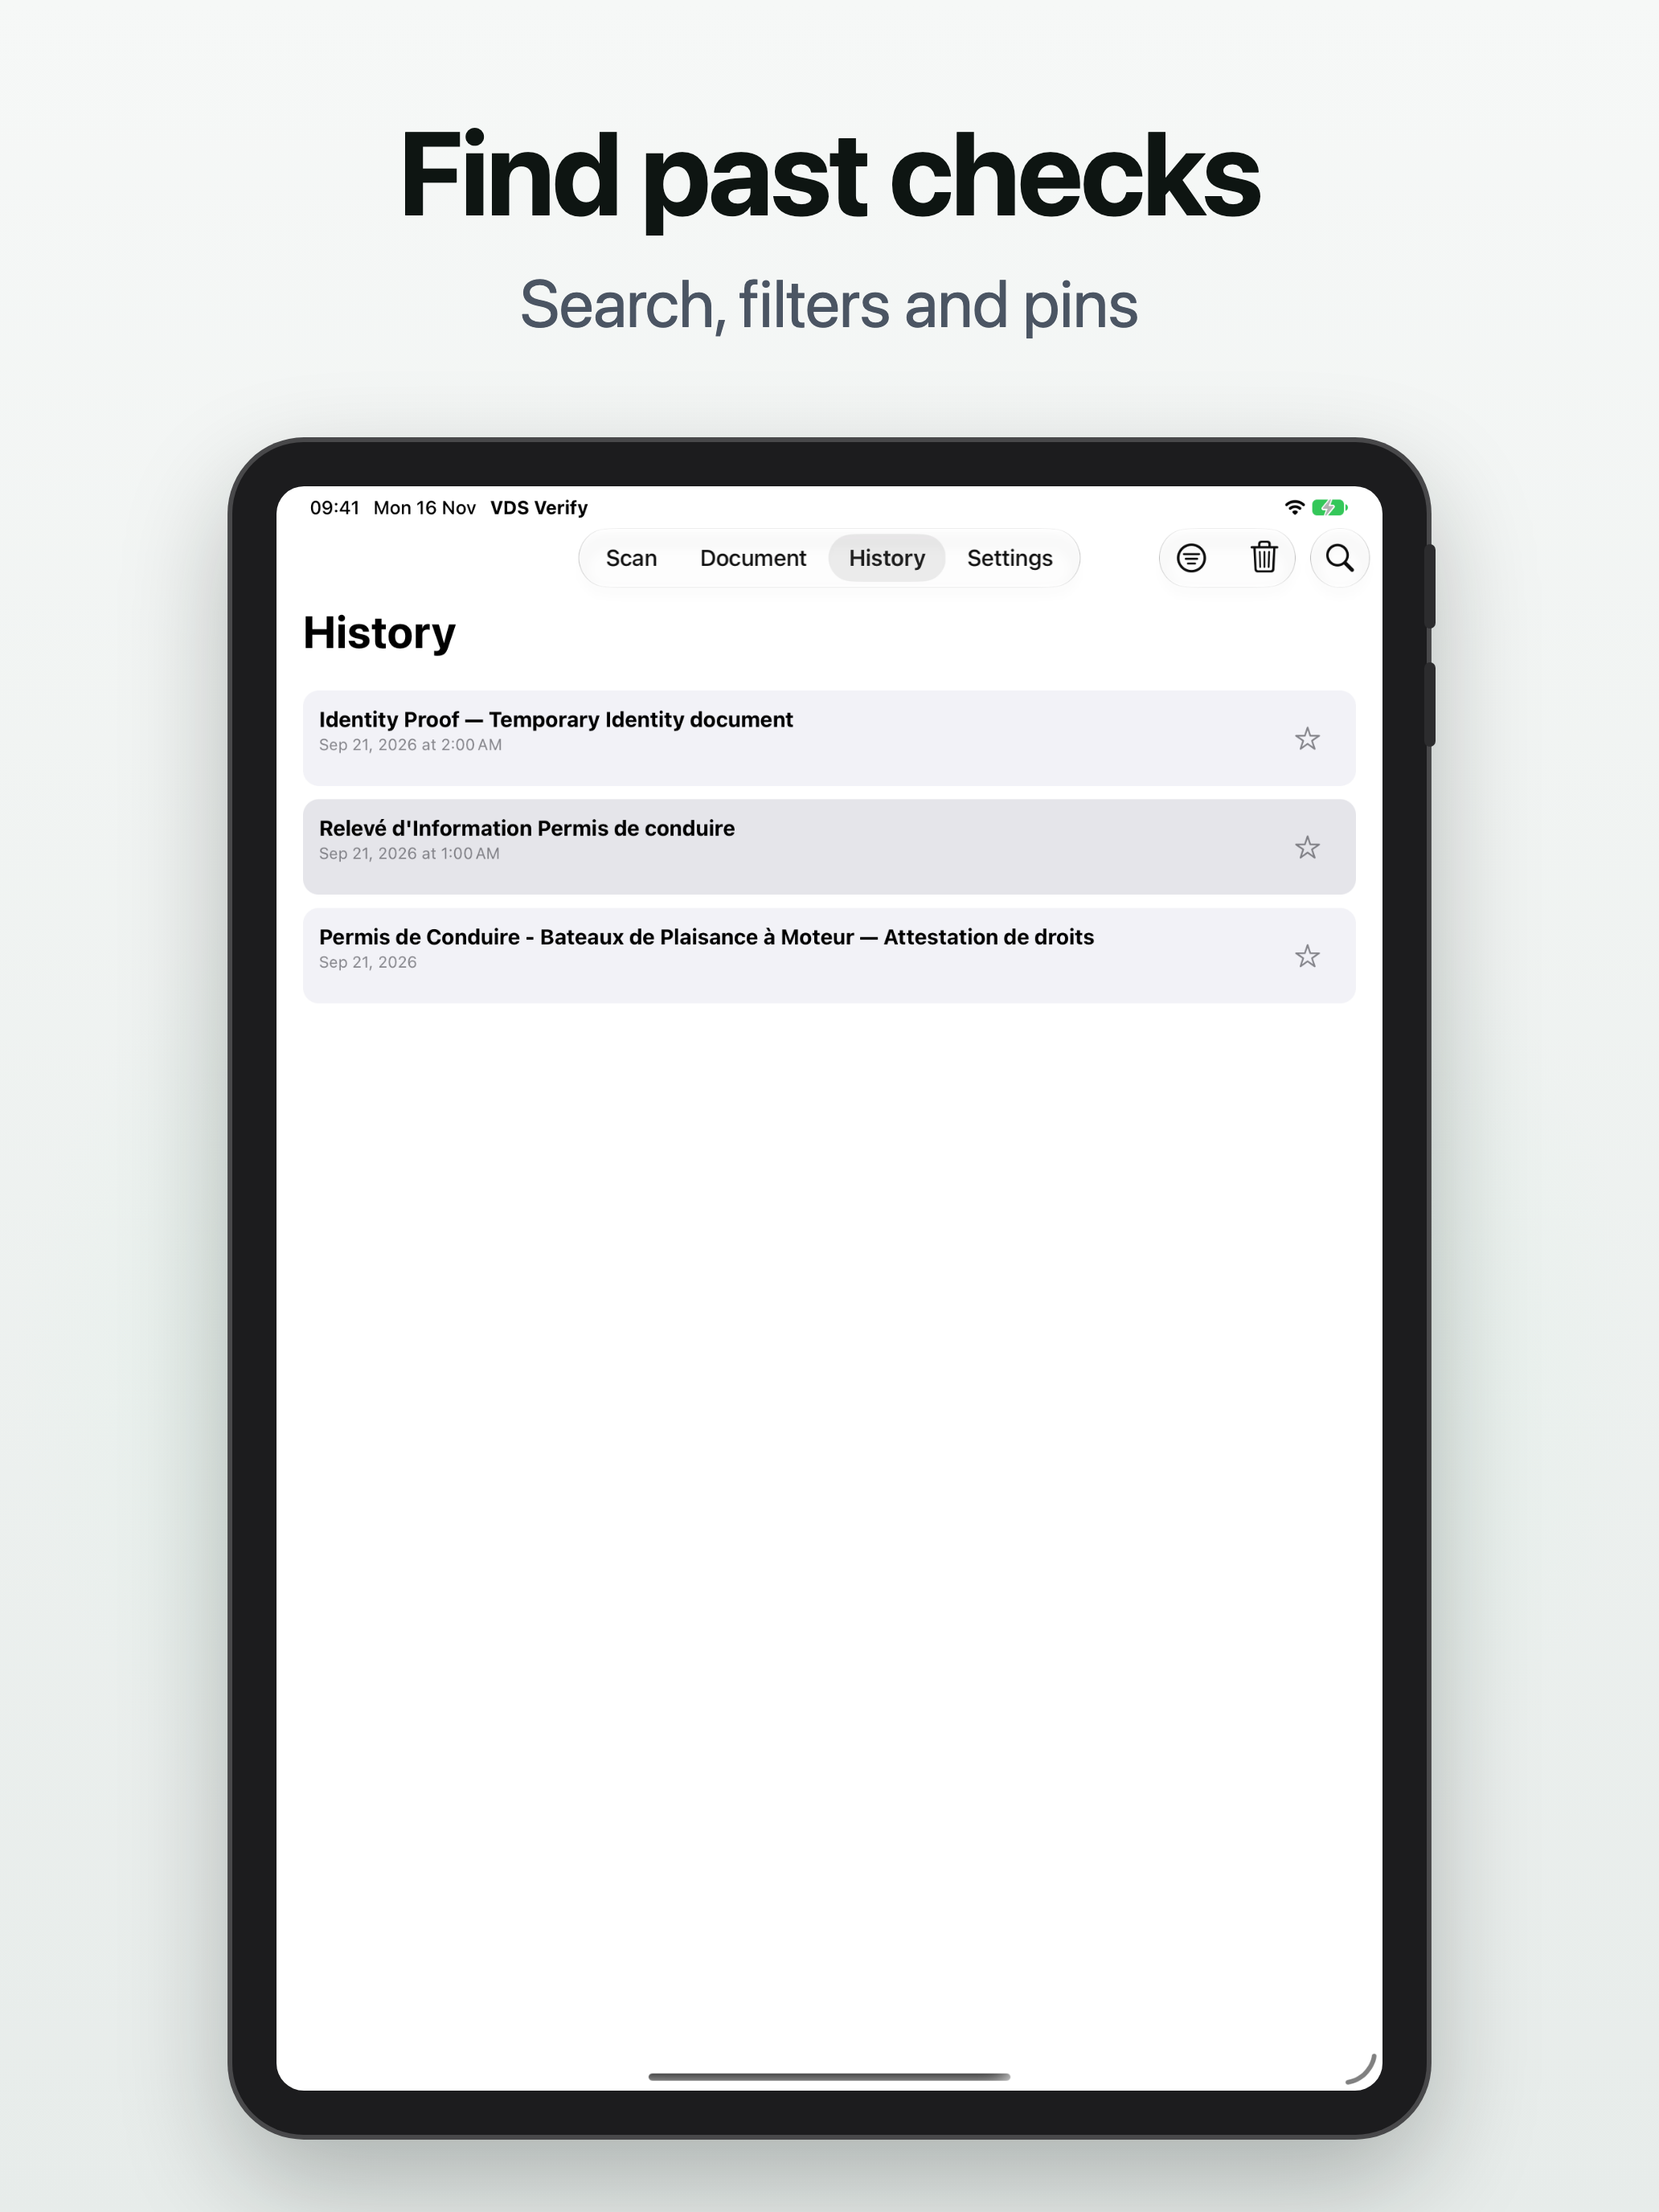 Find past checks
Search, filters and pins
09:41 Mon 16 Nov VDS Verify
Scan Document History Settings
History
Identity Proof — Temporary Identity document
Sep 21, 2026 at 2:00 AM
Relevé d'Information Permis de conduire
Sep 21, 2026 at 1:00 AM
Permis de Conduire - Bateaux de Plaisance à Moteur — Attestation de droits
Sep 21, 2026